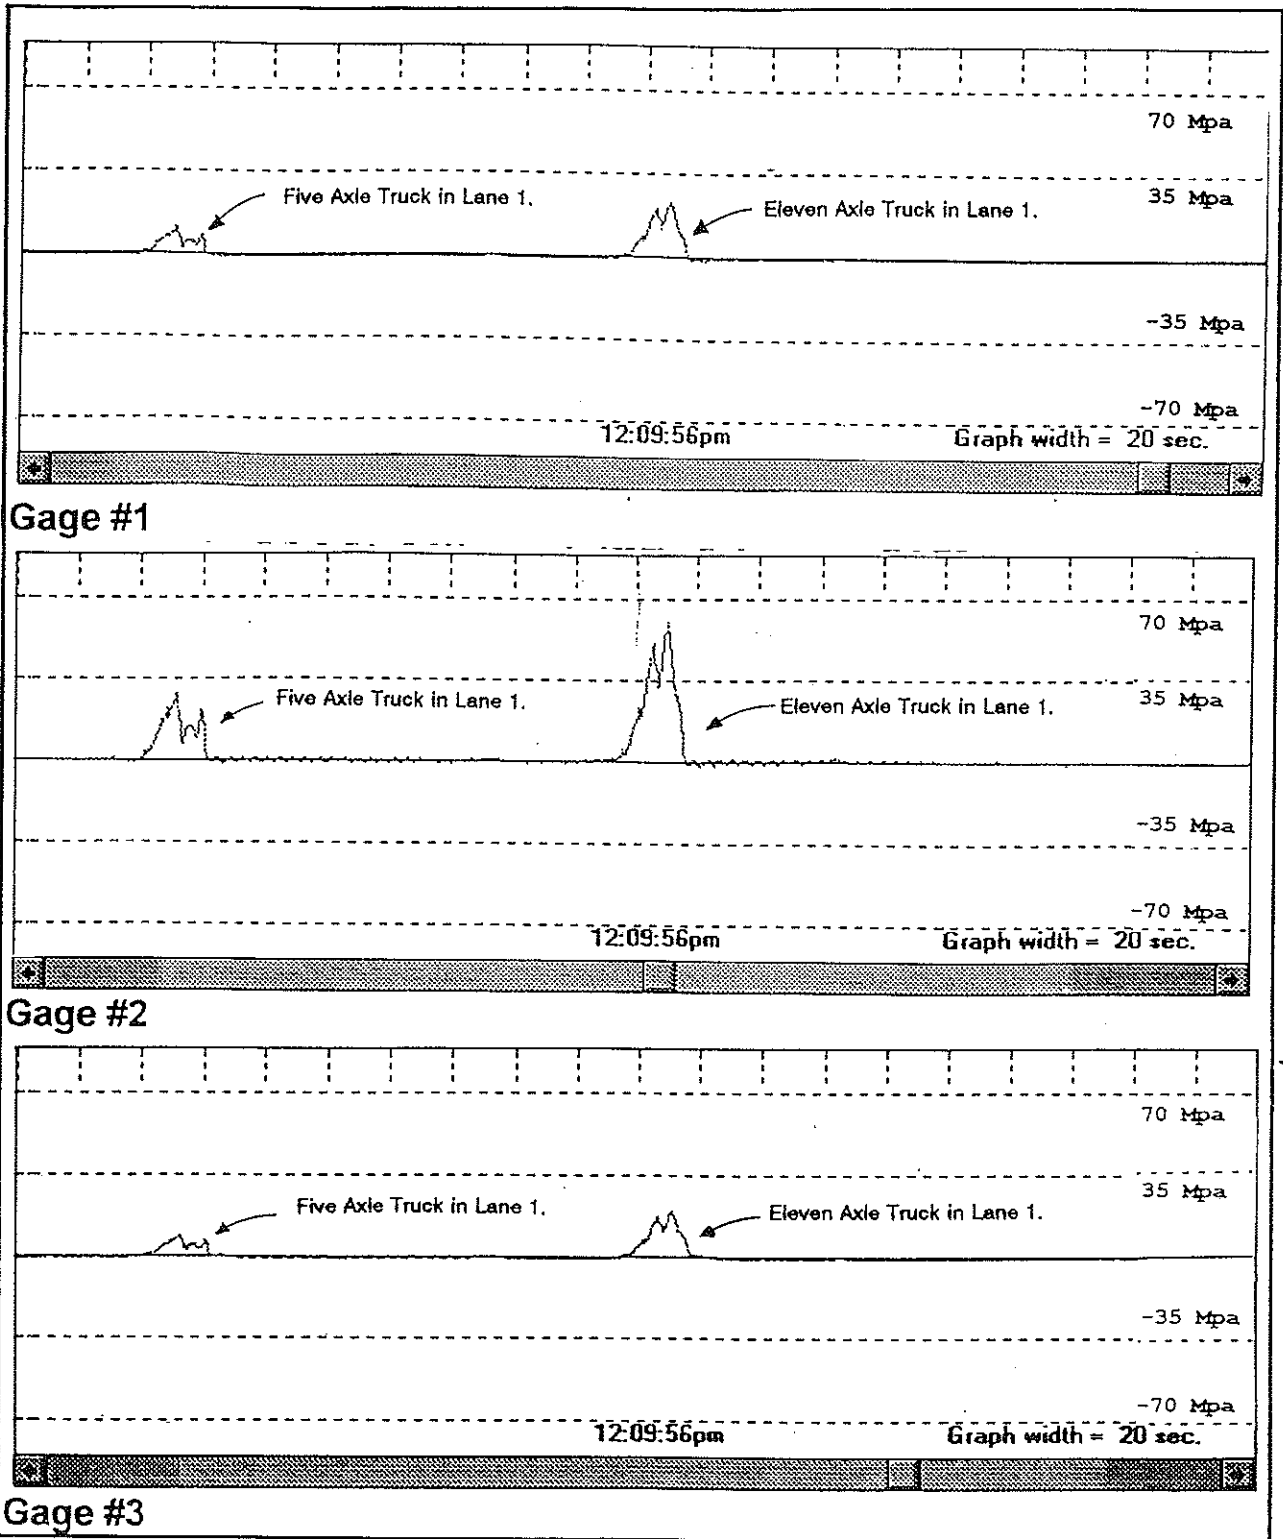 70 Mpa
Five Axle Truck in Lane 1.
Eleven Axle Truck in Lane 1.
35 Mpa
-35 Mpa
-70 Mpa
12:09:56pm Graph width = 20 sec.
Gage #1
70 Mpa
Five Axle Truck in Lane 1.
Eleven Axle Truck in Lane 1.
35 Mpa
-35 Mpa
-70 Mpa
12:09:56pm Graph width = 20 sec.
Gage #2
70 Mpa
35 Mpa
Five Axle Truck in Lane 1.
Eleven Axle Truck in Lane 1.
-35 Mpa
-70 Mpa
12:09:56pm Graph width = 20 sec.
Gage #3